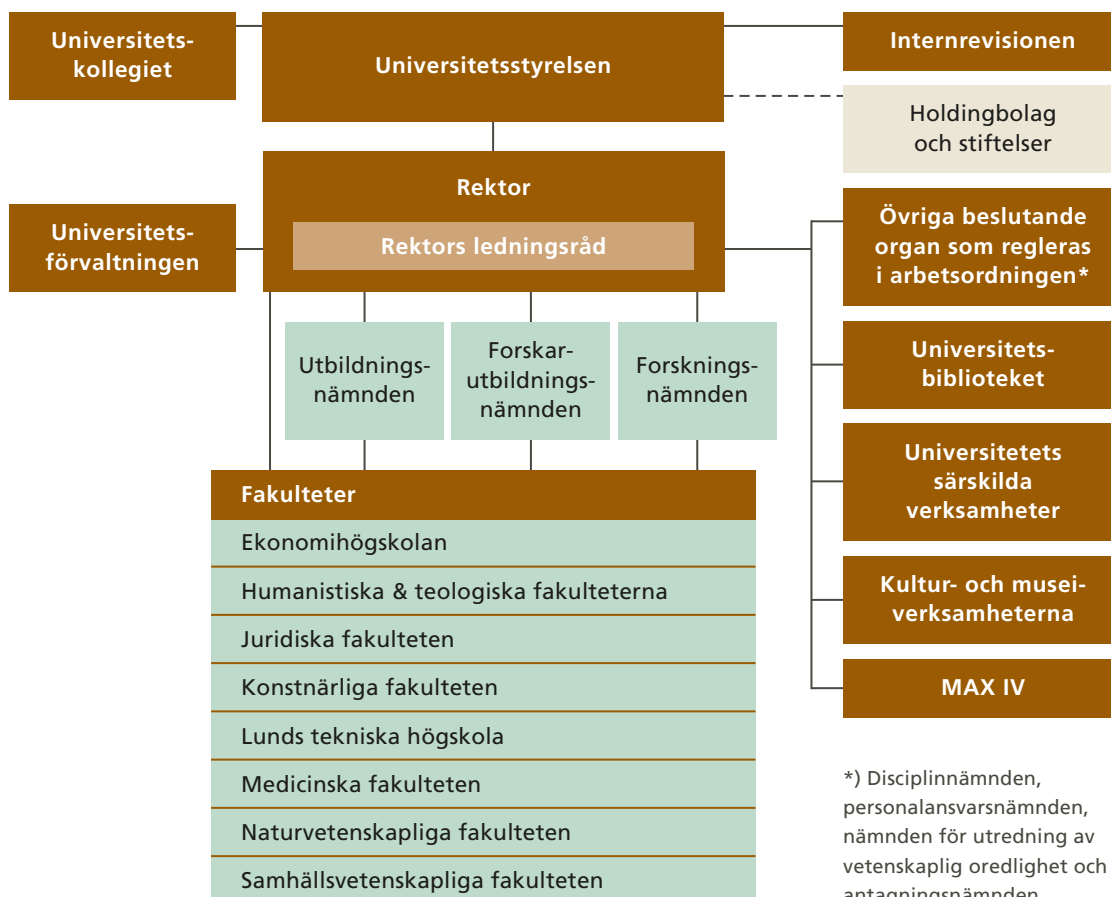 Universitets-
kollegiet
Universitetsstyrelsen
Internrevisionen
Holdingbolag
och stiftelser
Rektor
Rektors ledningsråd
Universitets-
förvaltningen
Övriga beslutande
organ som regleras
i arbetsordningen*
Utbildnings-
nämnden
Forskar-
utbildnings-
nämnden
Forsknings-
nämnden
Universitets-
biblioteket
Universitetets
särskilda
verksamheter
Kultur- och musei-
verksamheterna
MAX IV
Fakulteter
Ekonomihögskolan
Humanistiska & teologiska fakulteterna
Juridiska fakulteten
Konstnärliga fakulteten
Lunds tekniska högskola
Medicinska fakulteten
Naturvetenskapliga fakulteten
Samhällsvetenskapliga fakulteten
*) Disciplinnämnden,
personalansvarsnämnden,
nämnden för utredning av
vetenskaplig oredlighet och
antagningsnämnden